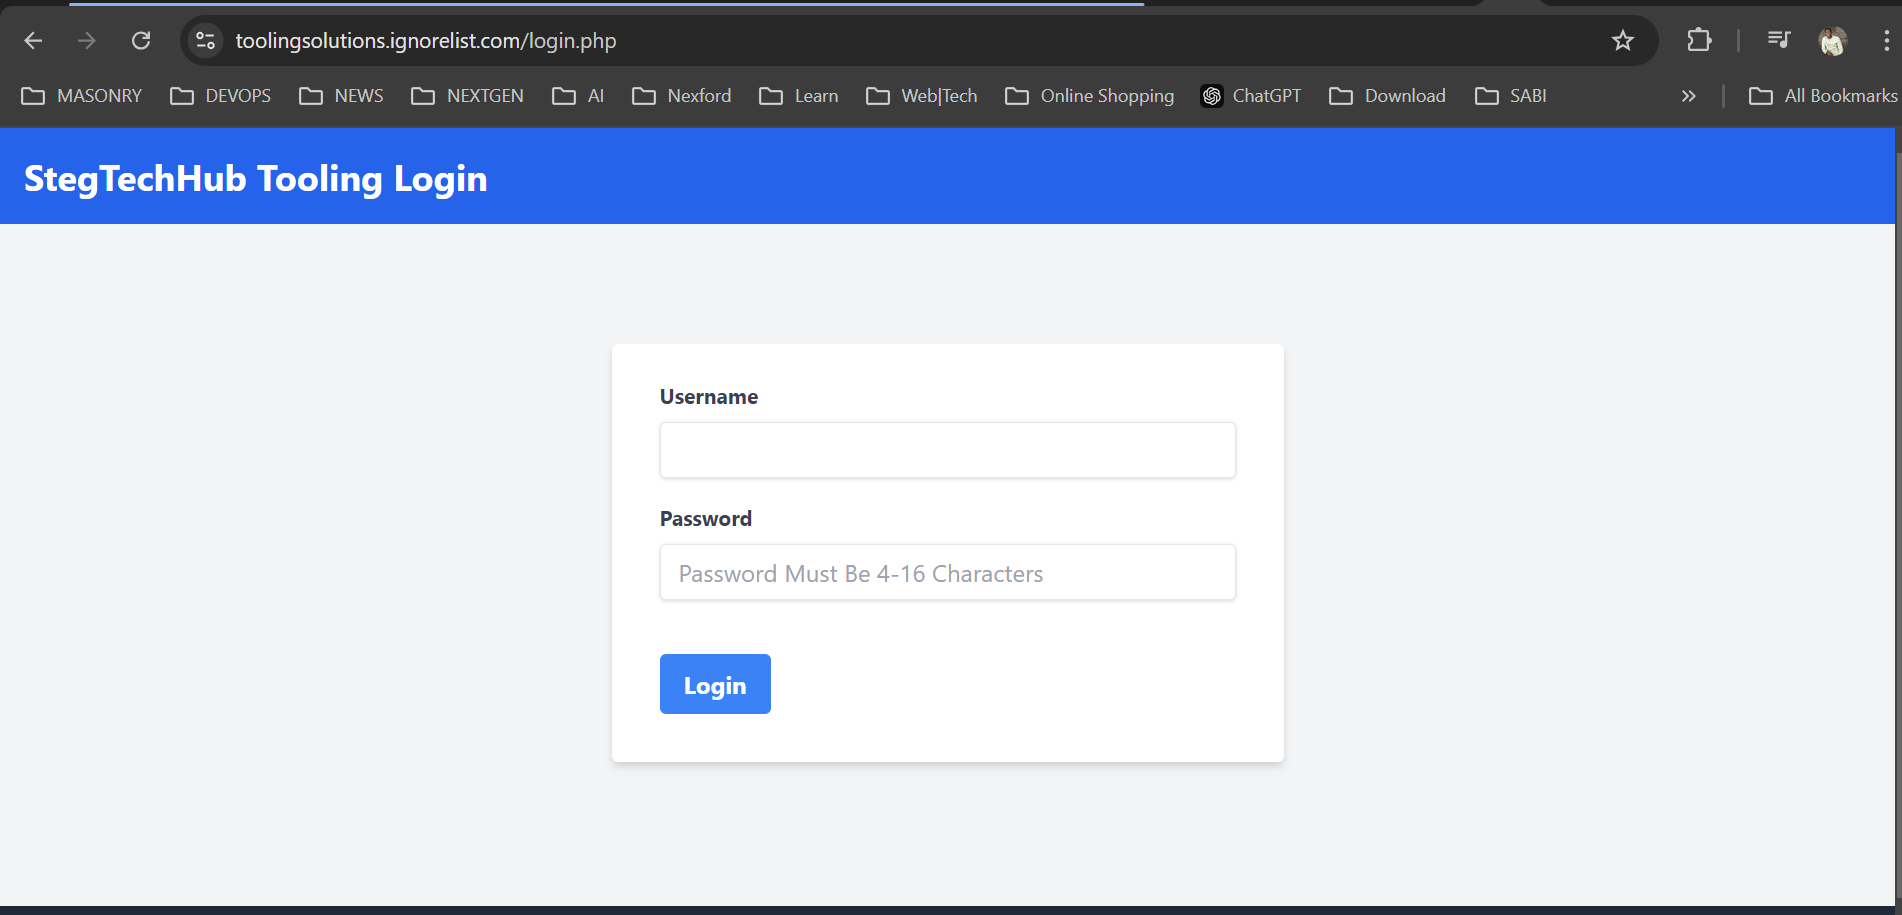 toolingsolutions.ignorelist.com/login.php
MASONRY DEVOPS NEWS NEXTGEN AI Nexford Learn Web|Tech Online Shopping ChatGPT Download SABI » All Bookmarks
StegTechHub Tooling Login
Username
Password
Password Must Be 4-16 Characters
Login